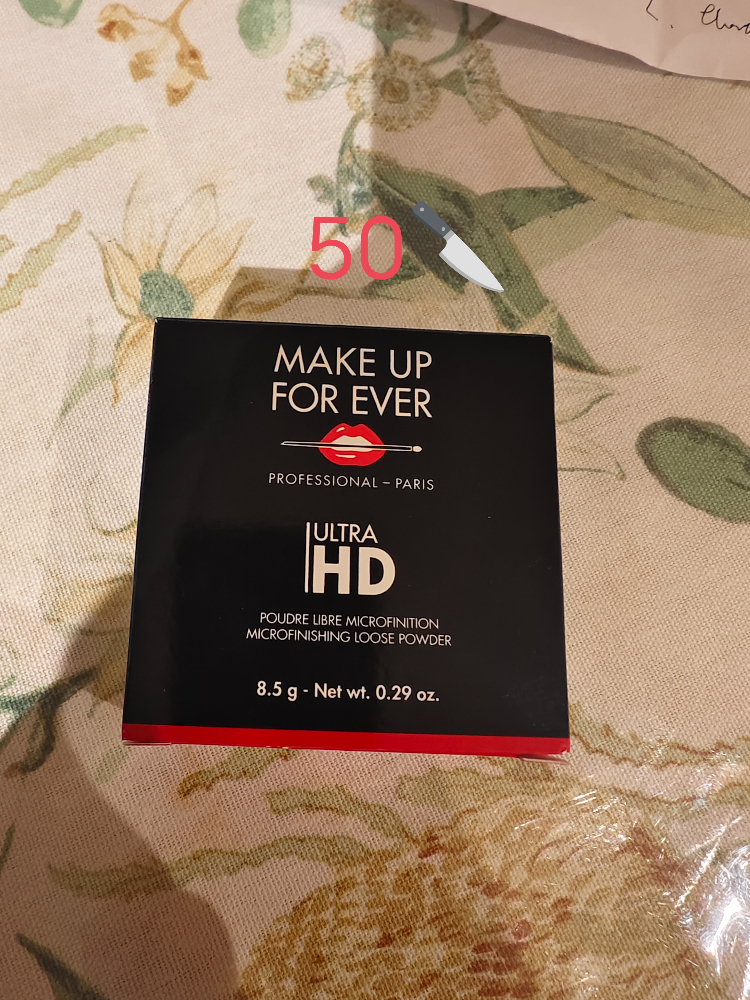 50🔪
MAKE UP
FOR EVER
PROFESSIONAL – PARIS
ULTRA
HD
POUDRE LIBRE MICROFINITION
MICROFINISHING LOOSE POWDER
8.5 g - Net wt. 0.29 oz.